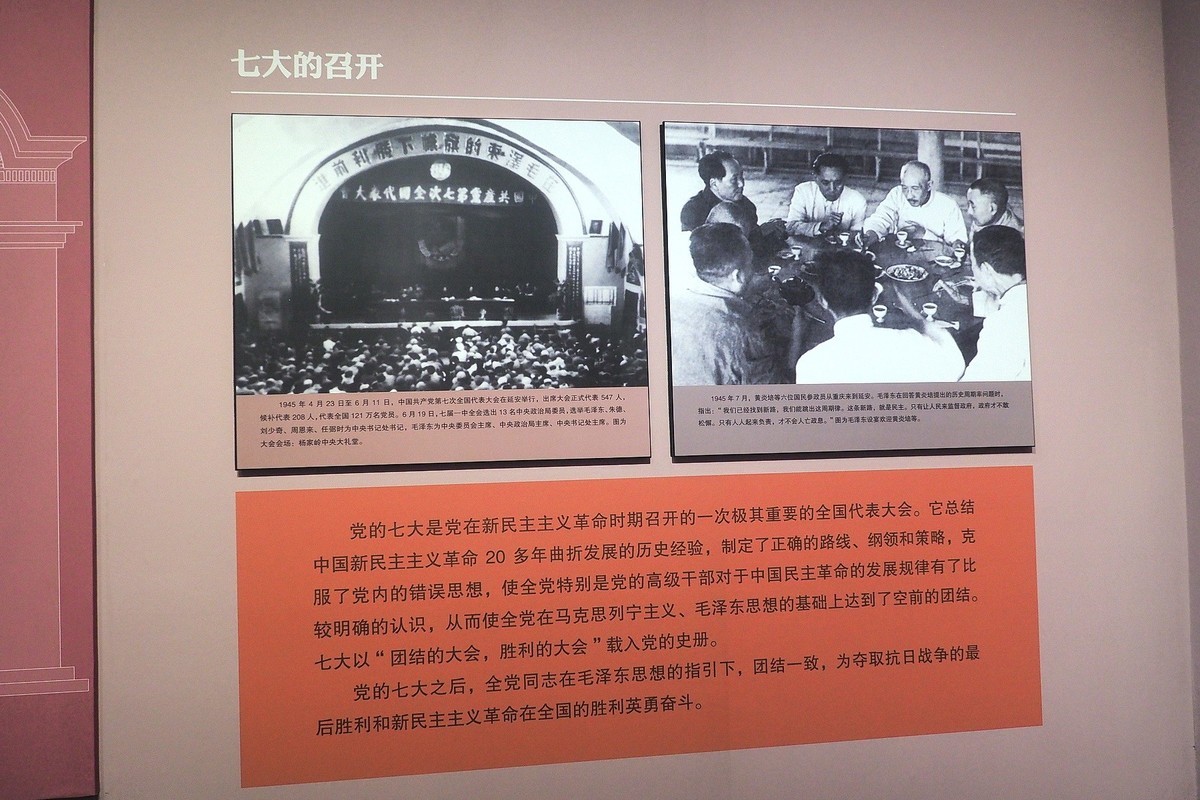 七大的召开
在毛泽东的旗帜下胜利前进
中国共产党第七次全国代表大会
1945 年 4 月 23 日至 6 月 11 日，中国共产党第七次全国代表大会在延安举行，出席大会正式代表 547 人，
候补代表 208 人，代表全国 121 万名党员。6 月 19 日，七届一中全会选出 13 名中央政治局委员，选举毛泽东、朱德、
刘少奇、周恩来、任弼时为中央书记处书记，毛泽东为中央委员会主席、中央政治局主席、中央书记处主席。图为
大会会场：杨家岭中央大礼堂。
1945 年 7 月，黄炎培等六位国民参政员从重庆来到延安。毛泽东在回答黄炎培提出的历史周期率问题时，
指出：“我们已经找到新路，我们能跳出这周期律。这条新路，就是民主。只有让人民来监督政府，政府才不敢
松懈。只有人人起来负责，才不会人亡政息。”图为毛泽东设宴欢迎黄炎培等。
党的七大是党在新民主主义革命时期召开的一次极其重要的全国代表大会。它总结
中国新民主主义革命 20 多年曲折发展的历史经验，制定了正确的路线、纲领和策略，克
服了党内的错误思想，使全党特别是党的高级干部对于中国民主革命的发展规律有了比
较明确的认识，从而使全党在马克思列宁主义、毛泽东思想的基础上达到了空前的团结。
七大以“团结的大会，胜利的大会”载入党的史册。
党的七大之后，全党同志在毛泽东思想的指引下，团结一致，为夺取抗日战争的最
后胜利和新民主主义革命在全国的胜利英勇奋斗。